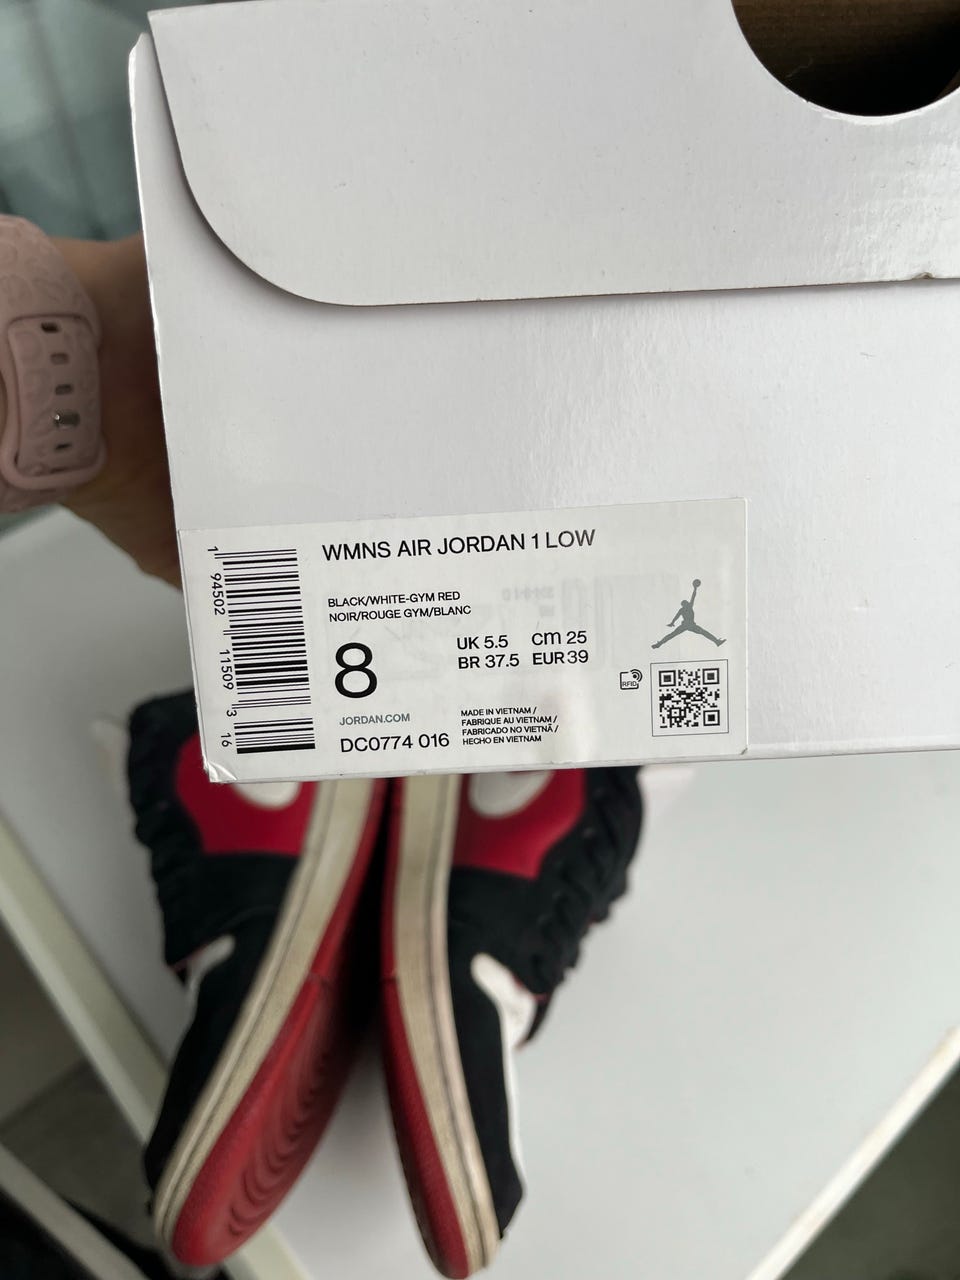 WMNS AIR JORDAN 1 LOW
BLACK/WHITE-GYM RED
NOIR/ROUGE GYM/BLANC
8
UK 5.5 cm 25
BR 37.5 EUR 39
RFID
JORDAN.COM
DC0774 016
MADE IN VIETNAM /
FABRIQUE AU VIETNAM /
FABRICADO NO VIETNÃ /
HECHO EN VIETNAM
1 94502 11509 3 16